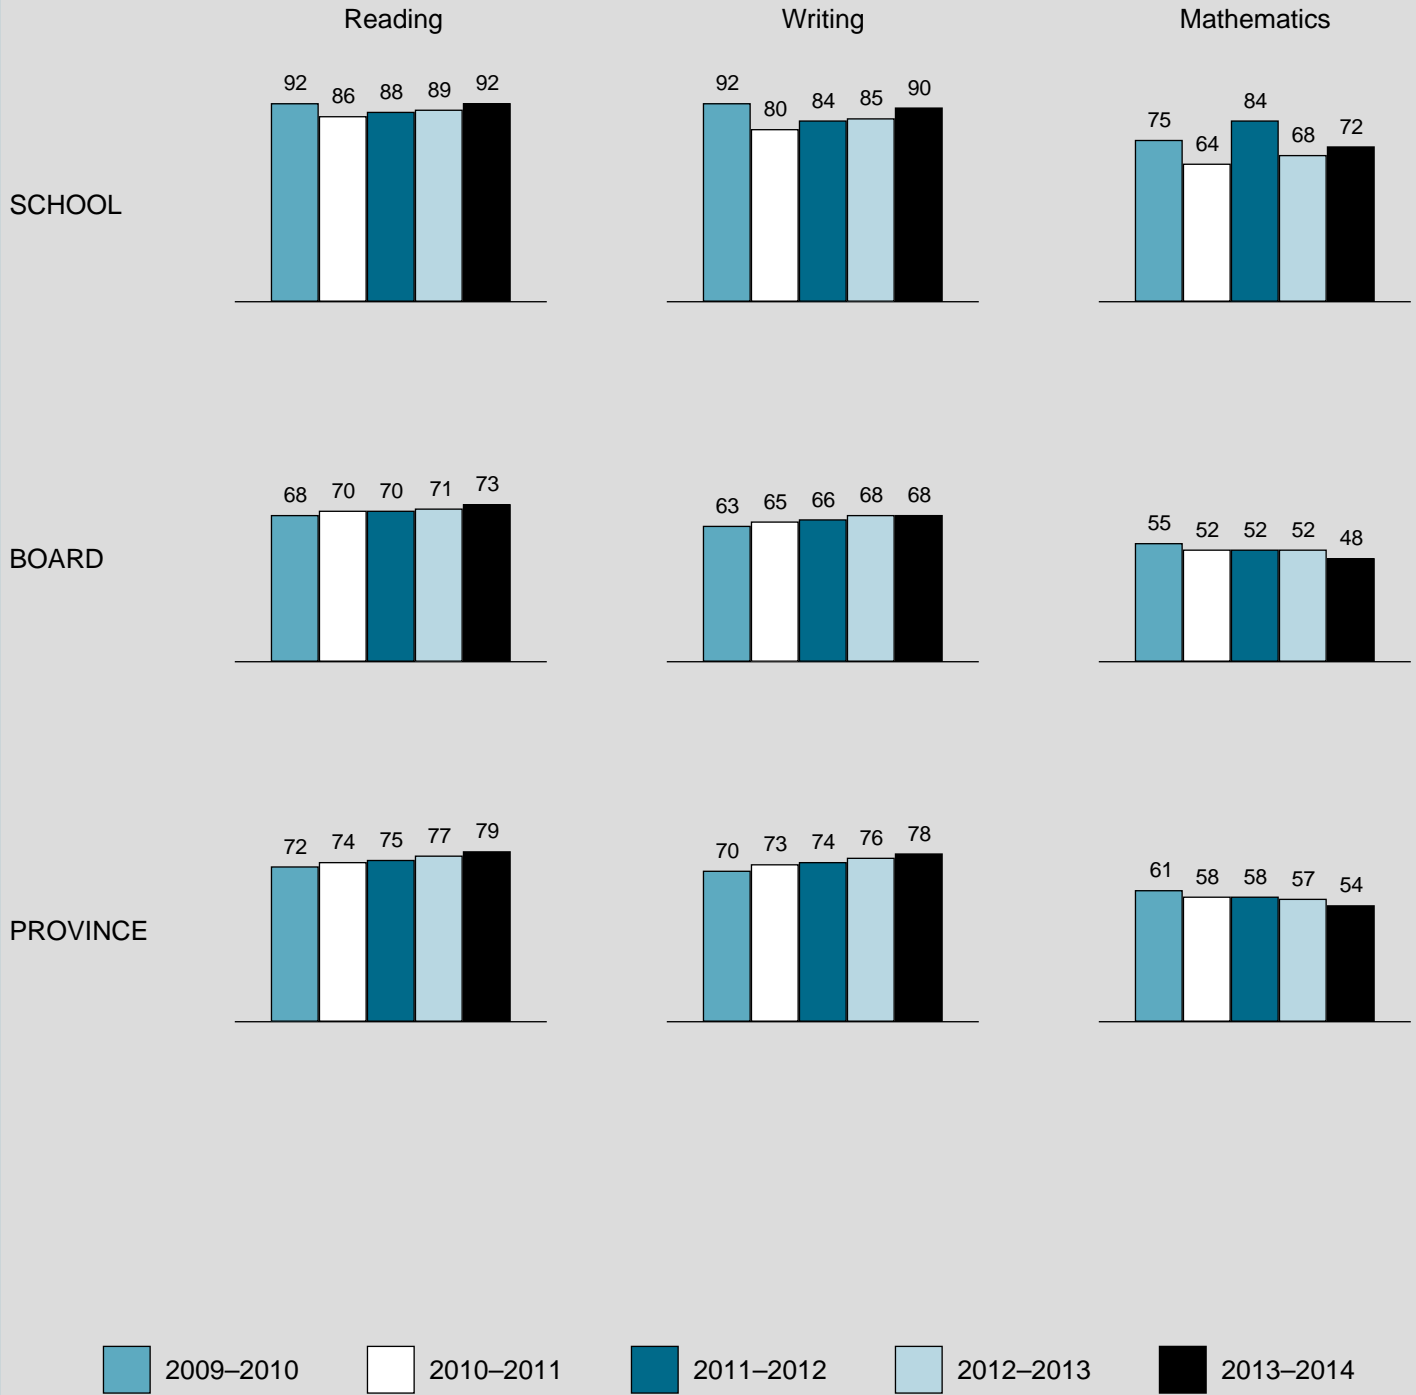 Reading Writing Mathematics
92 86 88 89 92
92 80 84 85 90
75 64 84 68 72
SCHOOL
68 70 70 71 73
63 65 66 68 68
55 52 52 52 48
BOARD
72 74 75 77 79
70 73 74 76 78
61 58 58 57 54
PROVINCE
2009–2010 2010–2011 2011–2012 2012–2013 2013–2014